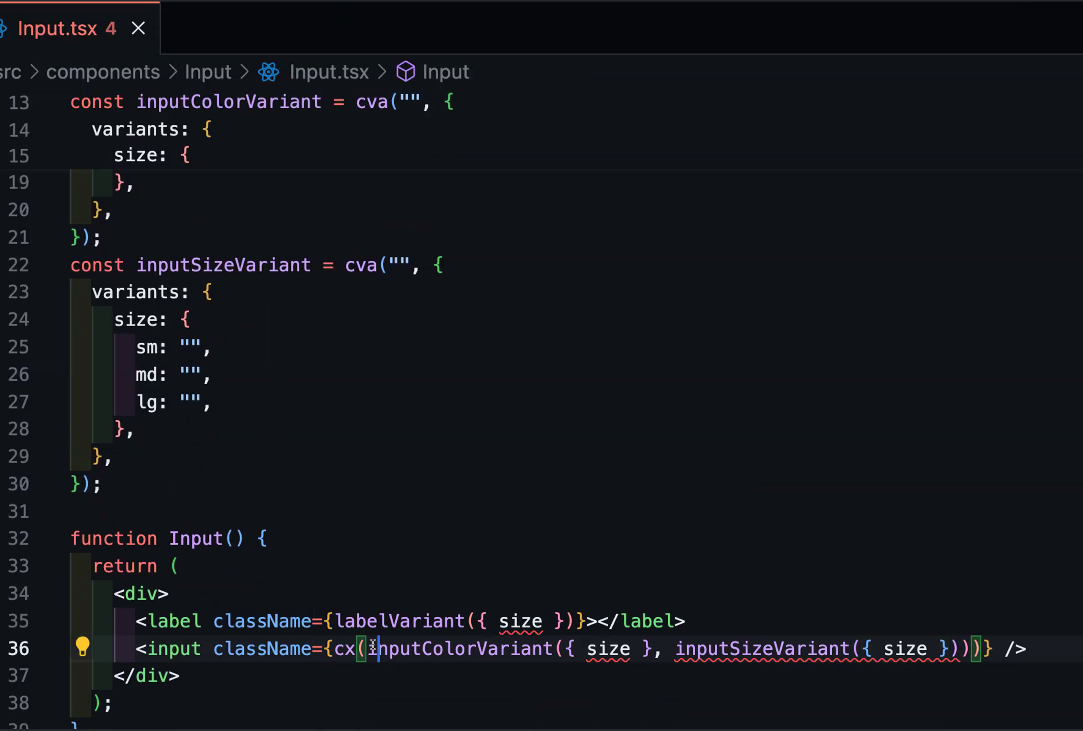 Input.tsx 4
src > components > Input > Input.tsx > Input
13 const inputColorVariant = cva("", {
14 variants: {
15 size: {
19 },
20 },
21 });
22 const inputSizeVariant = cva("", {
23 variants: {
24 size: {
25 sm: "",
26 md: "",
27 lg: "",
28 },
29 },
30 });
31
32 function Input() {
33 return (
34 <div>
35 <label className={labelVariant({ size })}></label>
36 <input className={cx(inputColorVariant({ size }, inputSizeVariant({ size })))} />
37 </div>
38 );
39 }